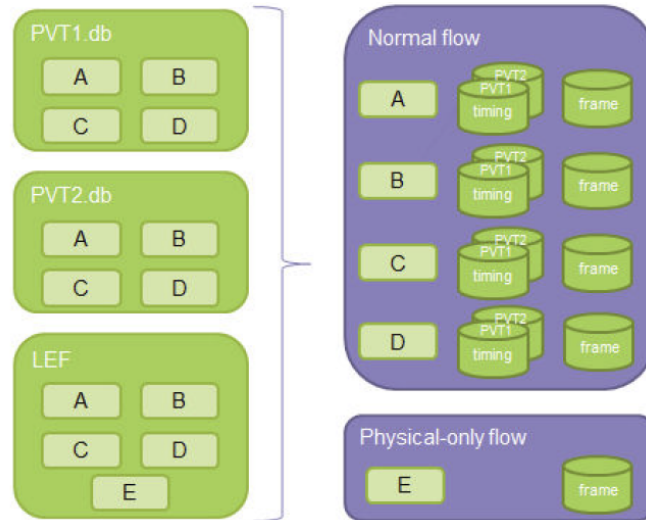 PVT1.db
A B
C D
PVT2.db
A B
C D
LEF
A B
C D
E
Normal flow
A PVT2 PVT1 timing frame
B PVT2 PVT1 timing frame
C PVT2 PVT1 timing frame
D PVT2 PVT1 timing frame
Physical-only flow
E frame